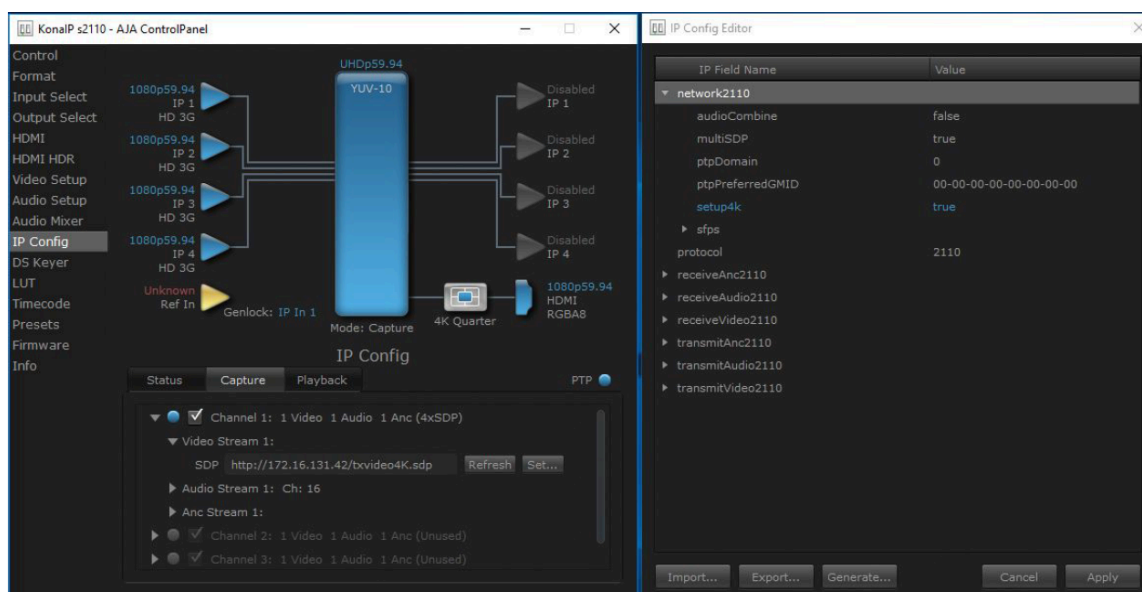 KonaIP s2110 - AJA ControlPanel
Control
Format
Input Select
Output Select
HDMI
HDMI HDR
Video Setup
Audio Setup
Audio Mixer
IP Config
DS Keyer
LUT
Timecode
Presets
Firmware
Info
UHDp59.94
YUV-10
1080p59.94
IP 1
HD 3G
1080p59.94
IP 2
HD 3G
1080p59.94
IP 3
HD 3G
1080p59.94
IP 4
HD 3G
Unknown
Ref In
Genlock: IP In 1
Mode: Capture
4K Quarter
Disabled
IP 1
Disabled
IP 2
Disabled
IP 3
Disabled
IP 4
1080p59.94
HDMI
RGBA8
IP Config
Status Capture Playback PTP
Channel 1: 1 Video 1 Audio 1 Anc (4xSDP)
Video Stream 1:
SDP http://172.16.131.42/txvideo4K.sdp Refresh Set...
Audio Stream 1: Ch: 16
Anc Stream 1:
Channel 2: 1 Video 1 Audio 1 Anc (Unused)
Channel 3: 1 Video 1 Audio 1 Anc (Unused)
IP Config Editor
IP Field Name Value
network2110
audioCombine false
multiSDP true
ptpDomain 0
ptpPreferredGMID 00-00-00-00-00-00-00-00
setup4k true
sfps
protocol 2110
receiveAnc2110
receiveAudio2110
receiveVideo2110
transmitAnc2110
transmitAudio2110
transmitVideo2110
Import... Export... Generate... Cancel Apply